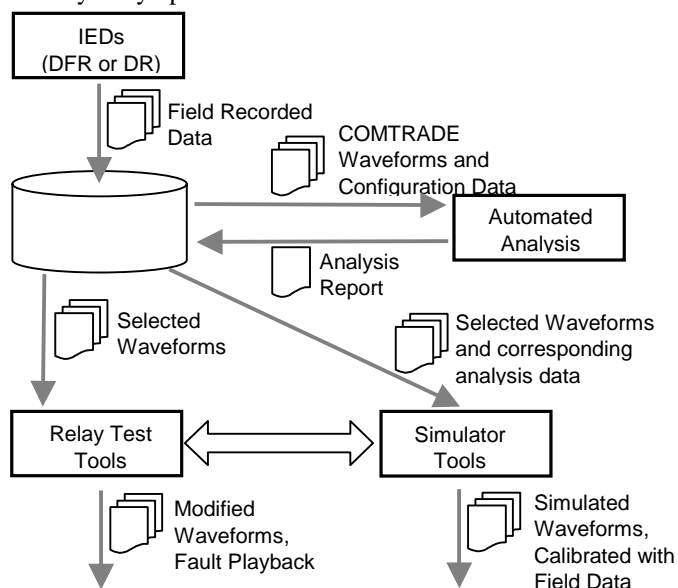 IEDs
(DFR or DR)
Field Recorded
Data
COMTRADE
Waveforms and
Configuration Data
Automated
Analysis
Analysis
Report
Selected
Waveforms
Selected Waveforms
and corresponding
analysis data
Relay Test
Tools
Simulator
Tools
Modified
Waveforms,
Fault Playback
Simulated
Waveforms,
Calibrated with
Field Data